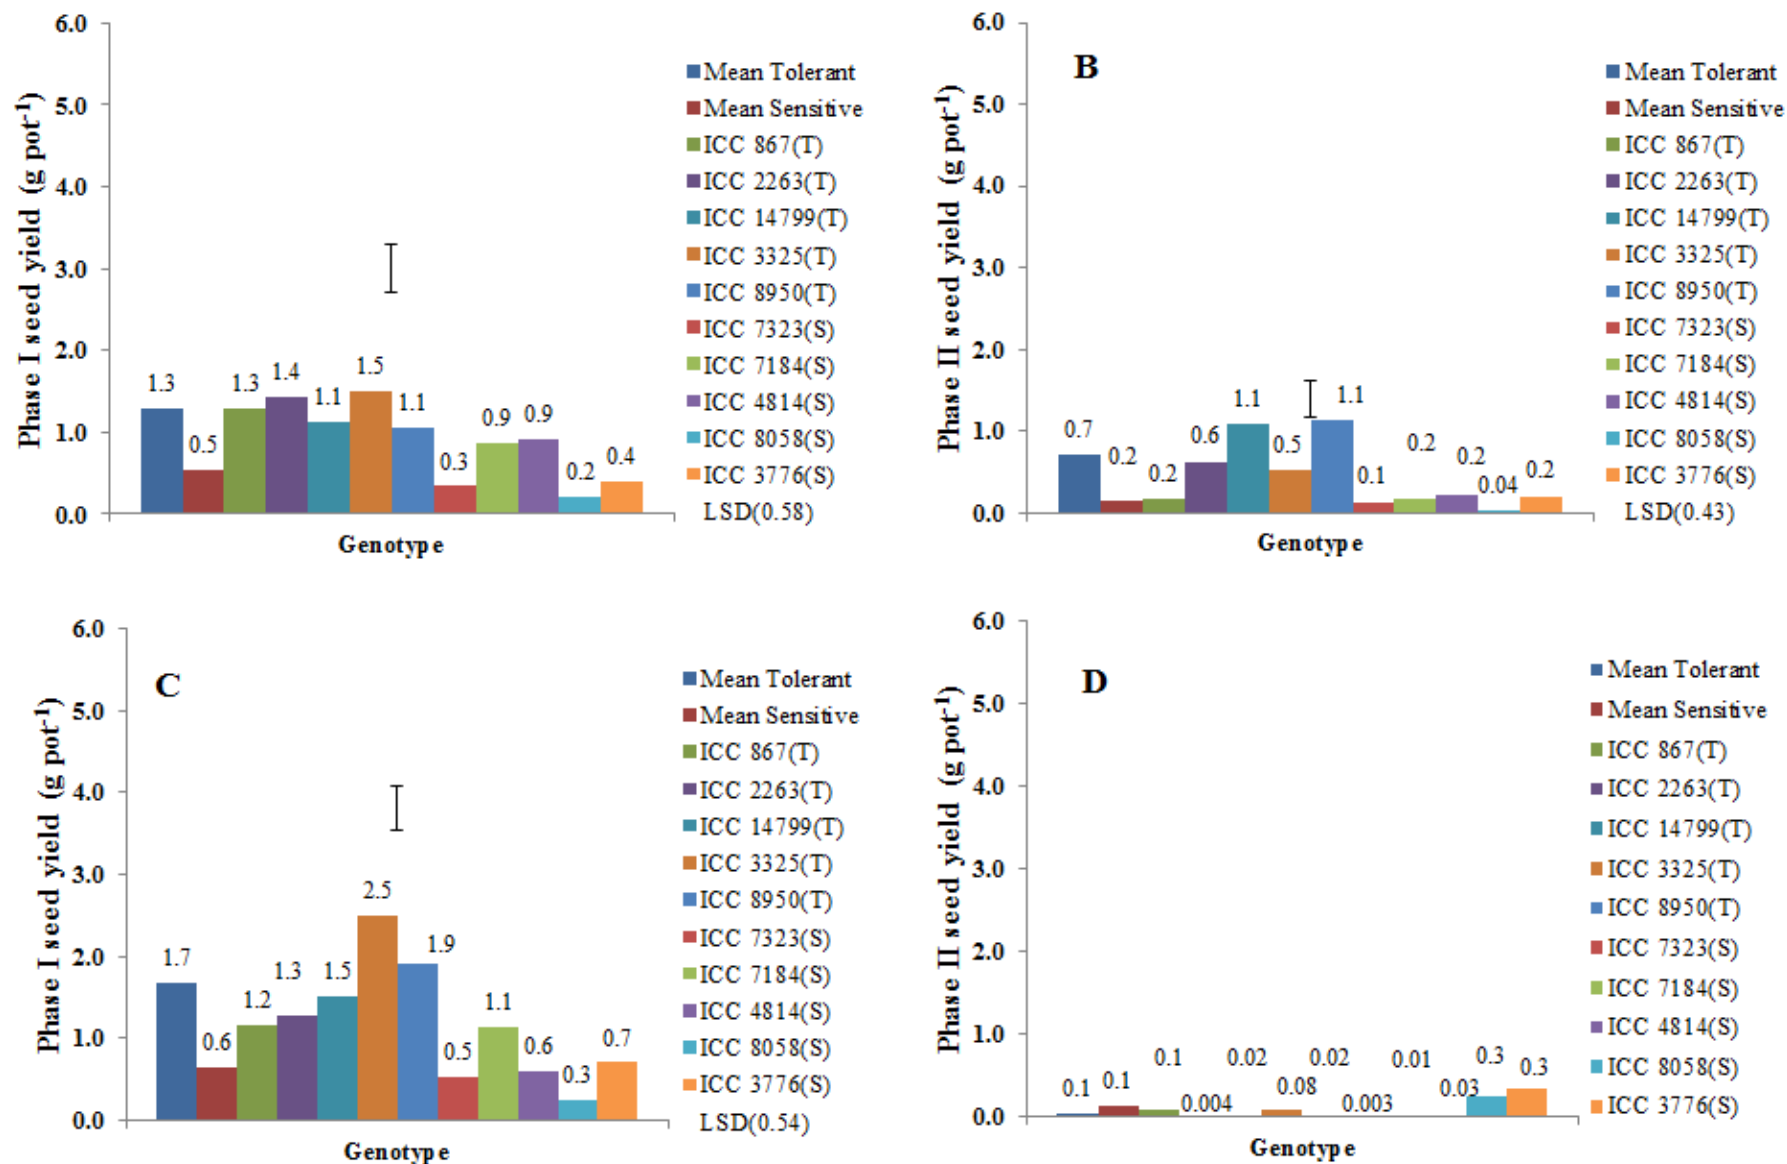 6.0
5.0
4.0
3.0
2.0
1.0
0.0
Phase I seed yield (g pot-1)
1.3
0.5
1.3
1.4
1.1
1.5
1.1
0.3
0.9
0.9
0.2
0.4
Genotype
Mean Tolerant
Mean Sensitive
ICC 867(T)
ICC 2263(T)
ICC 14799(T)
ICC 3325(T)
ICC 8950(T)
ICC 7323(S)
ICC 7184(S)
ICC 4814(S)
ICC 8058(S)
ICC 3776(S)
LSD(0.58)
B
6.0
5.0
4.0
3.0
2.0
1.0
0.0
Phase II seed yield (g pot-1)
0.7
0.2
0.2
0.6
1.1
0.5
1.1
0.1
0.2
0.2
0.04
0.2
Genotype
Mean Tolerant
Mean Sensitive
ICC 867(T)
ICC 2263(T)
ICC 14799(T)
ICC 3325(T)
ICC 8950(T)
ICC 7323(S)
ICC 7184(S)
ICC 4814(S)
ICC 8058(S)
ICC 3776(S)
LSD(0.43)
C
6.0
5.0
4.0
3.0
2.0
1.0
0.0
Phase I seed yield (g pot-1)
1.7
0.6
1.2
1.3
1.5
2.5
1.9
0.5
1.1
0.6
0.3
0.7
Genotype
Mean Tolerant
Mean Sensitive
ICC 867(T)
ICC 2263(T)
ICC 14799(T)
ICC 3325(T)
ICC 8950(T)
ICC 7323(S)
ICC 7184(S)
ICC 4814(S)
ICC 8058(S)
ICC 3776(S)
LSD(0.54)
D
6.0
5.0
4.0
3.0
2.0
1.0
0.0
Phase II seed yield (g pot-1)
0.1
0.1
0.1
0.004
0.02
0.08
0.02
0.003
0.01
0.03
0.3
0.3
Genotype
Mean Tolerant
Mean Sensitive
ICC 867(T)
ICC 2263(T)
ICC 14799(T)
ICC 3325(T)
ICC 8950(T)
ICC 7323(S)
ICC 7184(S)
ICC 4814(S)
ICC 8058(S)
ICC 3776(S)